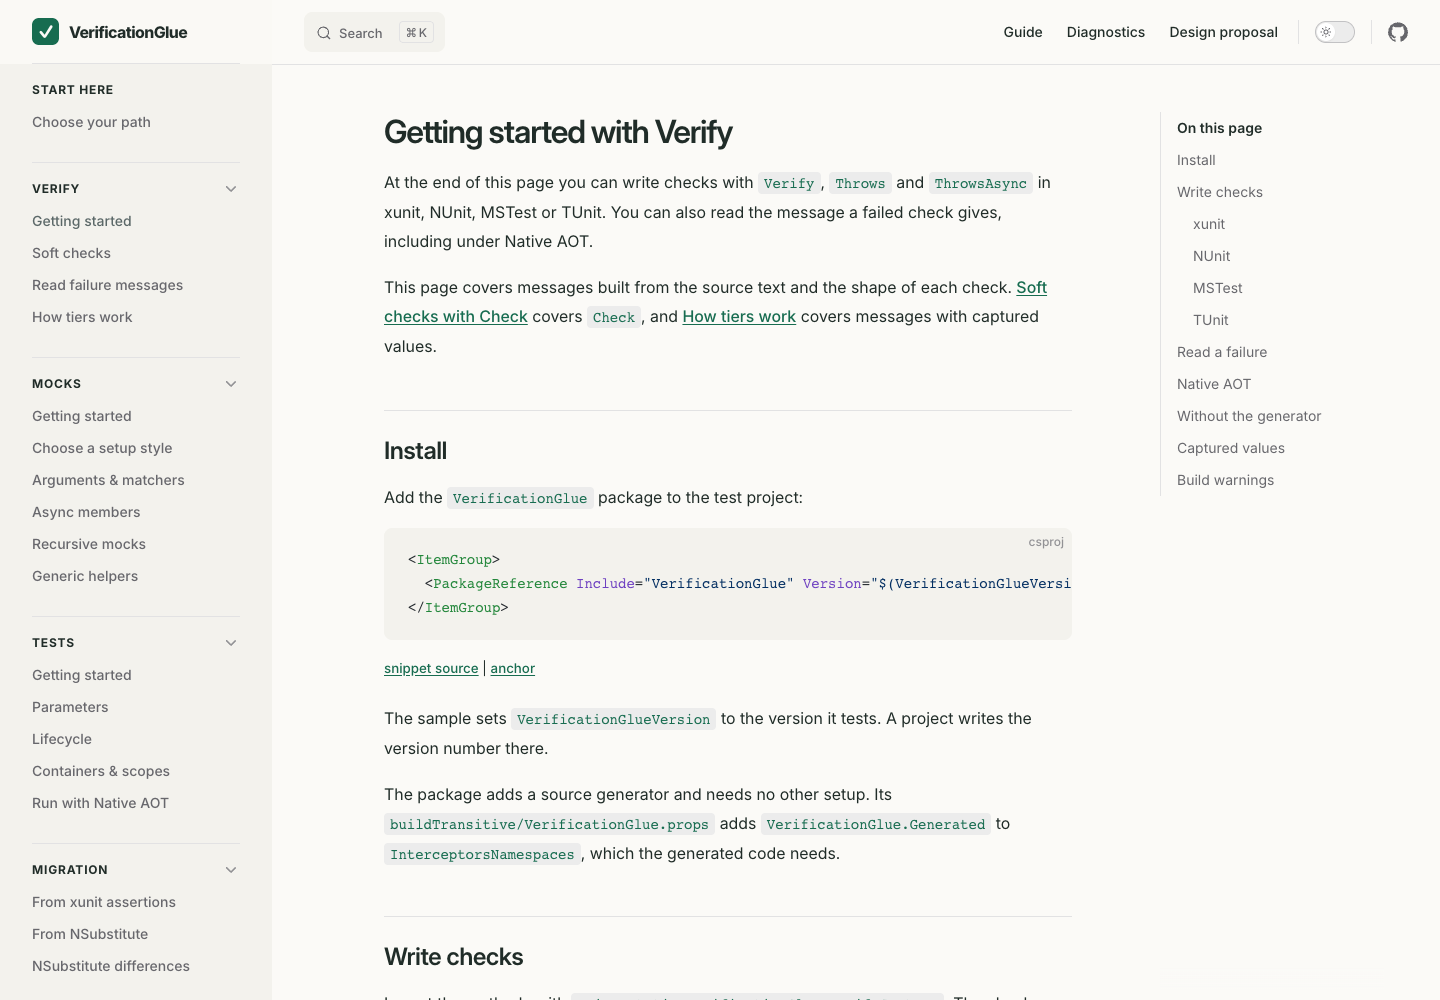 VerificationGlue
Search
⌘ K
Guide
Diagnostics
Design proposal
START HERE
Choose your path
VERIFY
Getting started
Soft checks
Read failure messages
How tiers work
MOCKS
Getting started
Choose a setup style
Arguments & matchers
Async members
Recursive mocks
Generic helpers
TESTS
Getting started
Parameters
Lifecycle
Containers & scopes
Run with Native AOT
MIGRATION
From xunit assertions
From NSubstitute
NSubstitute differences
Getting started with Verify
At the end of this page you can write checks with Verify, Throws and ThrowsAsync in
xunit, NUnit, MSTest or TUnit. You can also read the message a failed check gives,
including under Native AOT.
This page covers messages built from the source text and the shape of each check. Soft
checks with Check covers Check, and How tiers work covers messages with captured
values.
Install
Add the VerificationGlue package to the test project:
csproj
<ItemGroup>
<PackageReference Include="VerificationGlue" Version="$(VerificationGlueVersi
</ItemGroup>
snippet source | anchor
The sample sets VerificationGlueVersion to the version it tests. A project writes the
version number there.
The package adds a source generator and needs no other setup. Its
buildTransitive/VerificationGlue.props adds VerificationGlue.Generated to
InterceptorsNamespaces, which the generated code needs.
Write checks
On this page
Install
Write checks
xunit
NUnit
MSTest
TUnit
Read a failure
Native AOT
Without the generator
Captured values
Build warnings